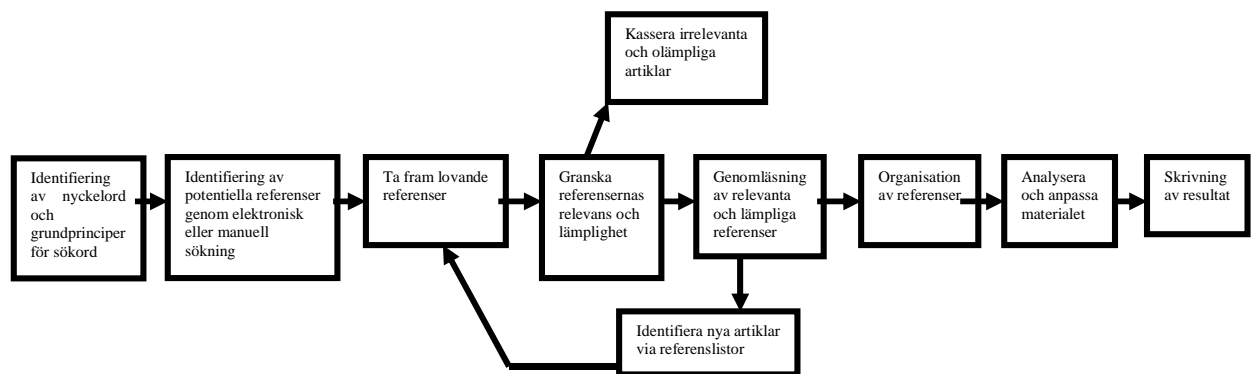 Kassera irrelevanta
och olämpliga
artiklar
Identifiering
av nyckelord
och
grundprinciper
för sökord
Identifiering av
potentiella referenser
genom elektronisk
eller manuell
sökning
Ta fram lovande
referenser
Granska
referensernas
relevans och
lämplighet
Genomläsning
av relevanta
och lämpliga
referenser
Organisation
av referenser
Analysera
och anpassa
materialet
Skrivning
av resultat
Identifiera nya artiklar
via referenslistor